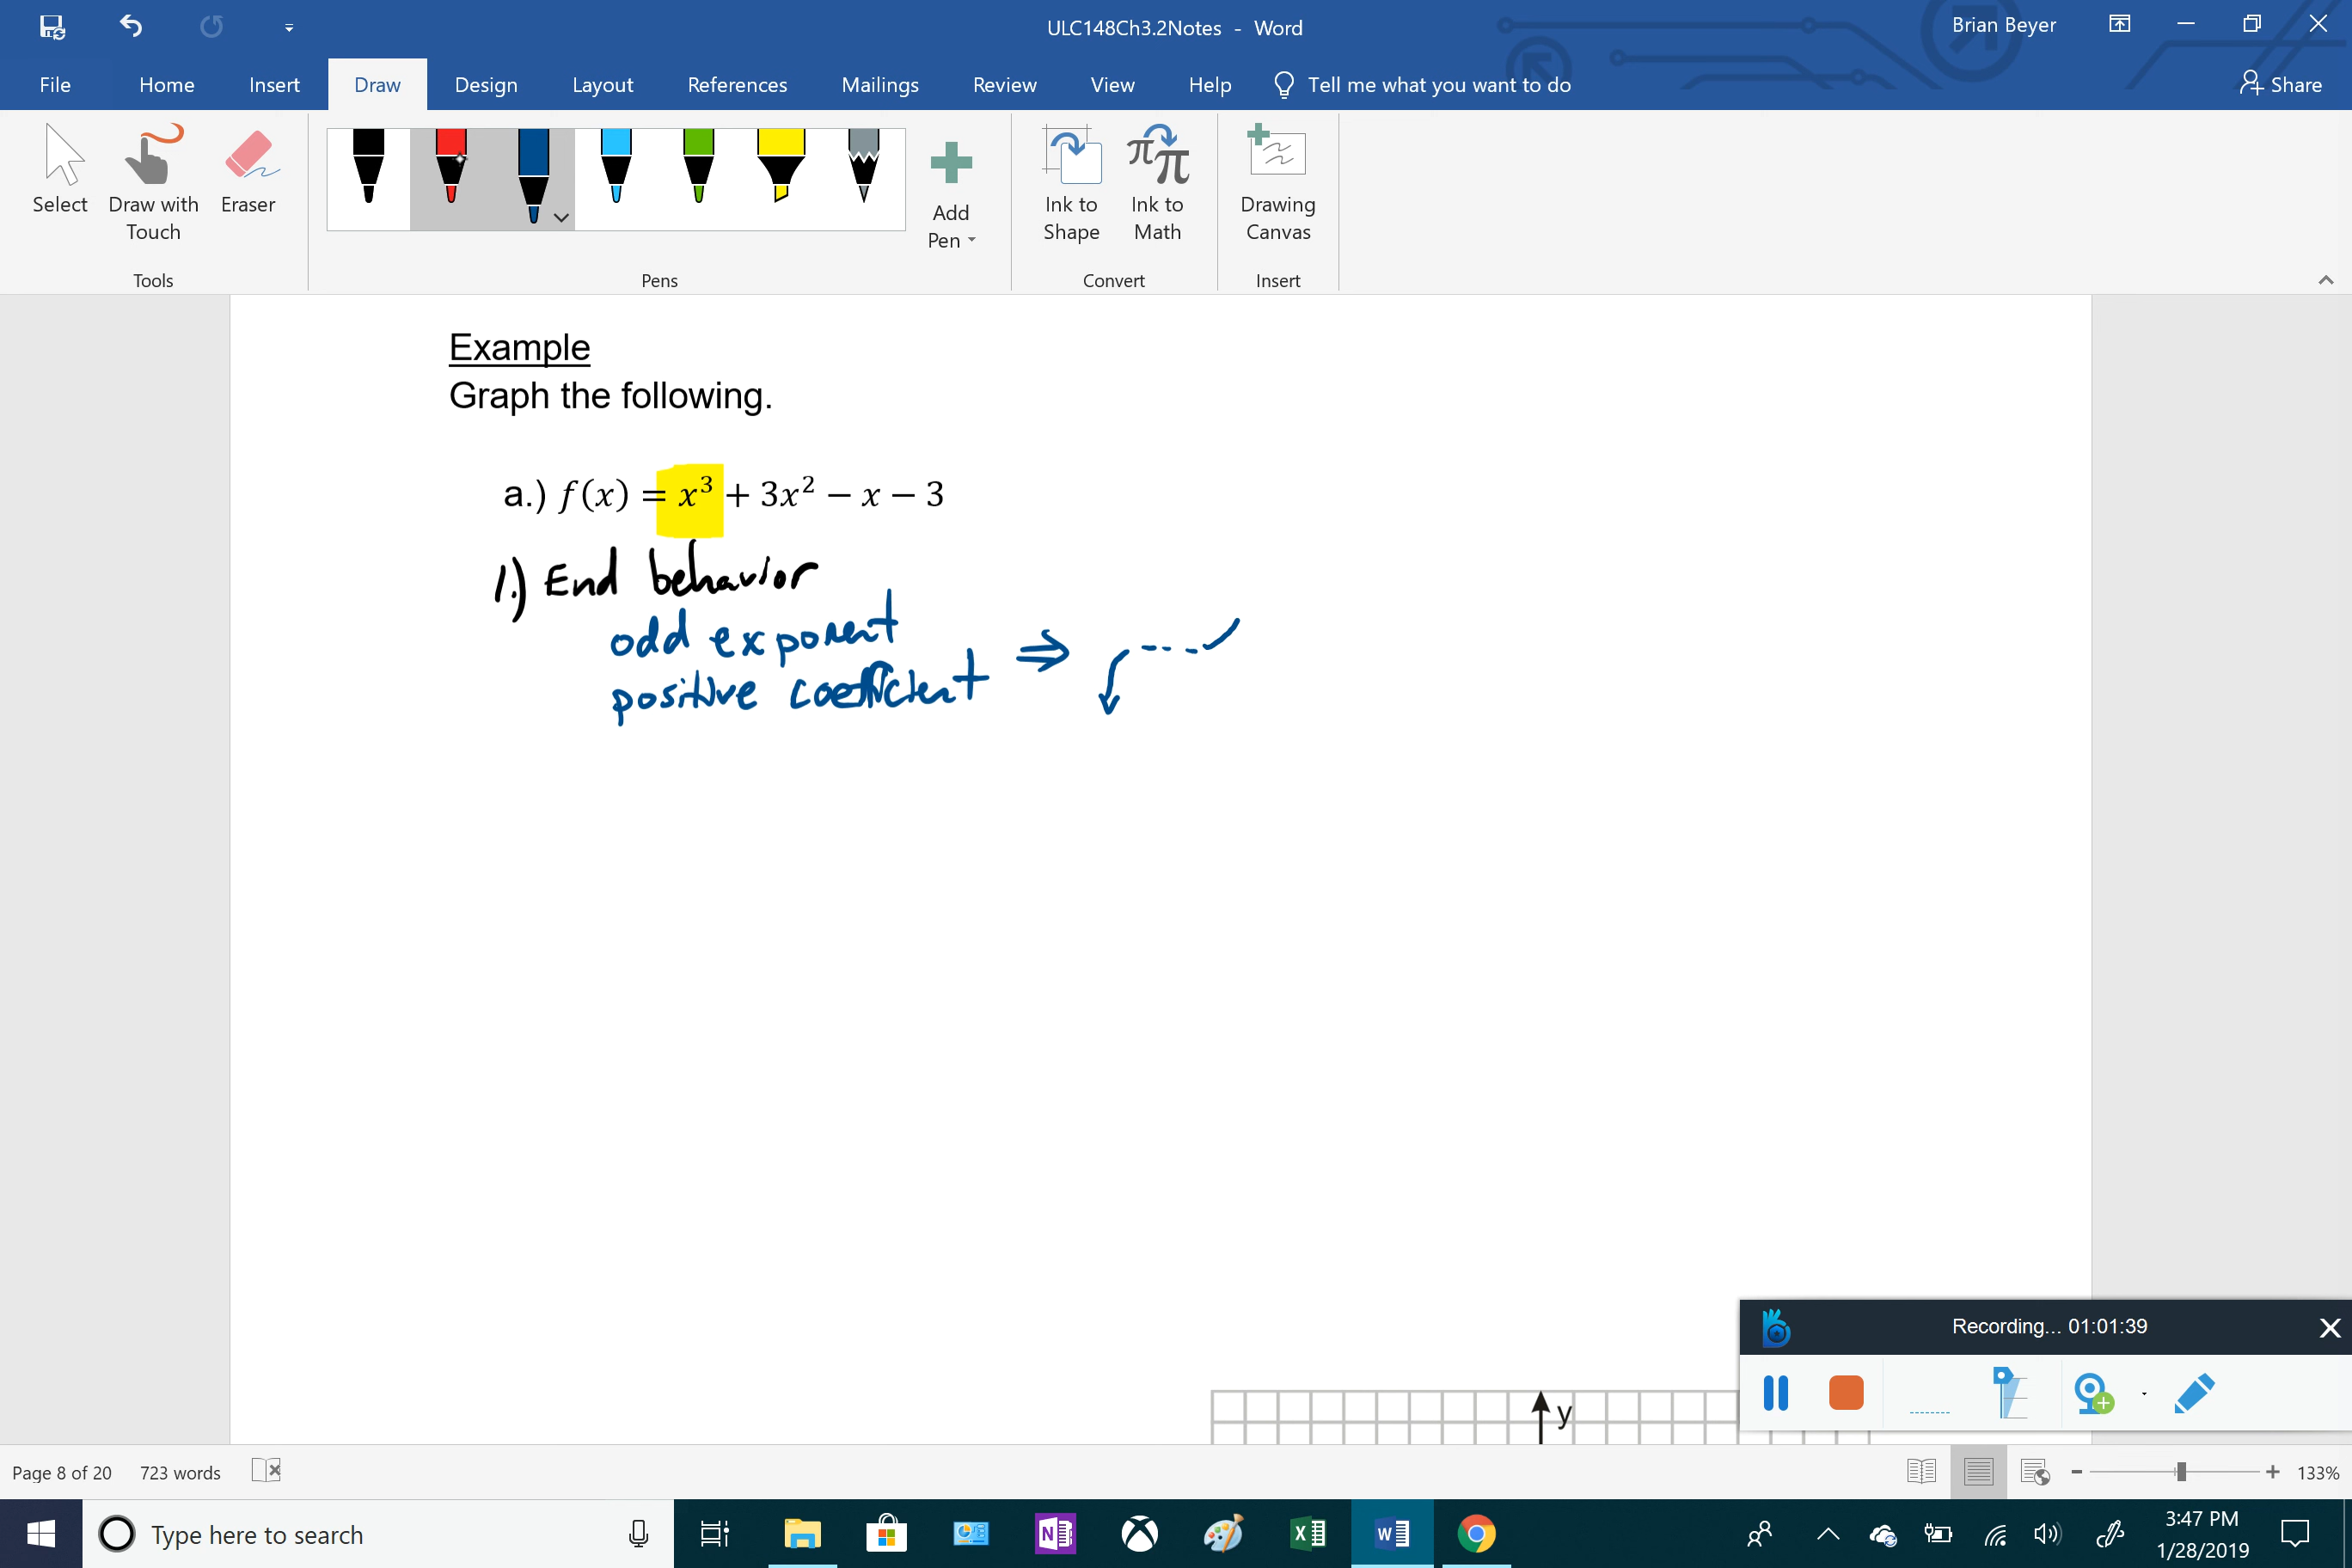 ULC148Ch3.2Notes - Word
Brian Beyer
File Home Insert Draw Design Layout References Mailings Review View Help Tell me what you want to do Share
Select
Draw with Touch
Eraser
Add Pen
Ink to Shape
Ink to Math
Drawing Canvas
Tools Pens Convert Insert
Example
Graph the following.
a.) f(x) = x³ + 3x² − x − 3
1.) End behavior
odd exponent
positive coefficient ⇒
Recording... 01:01:39
y
Page 8 of 20 723 words
133%
Type here to search
3:47 PM
1/28/2019